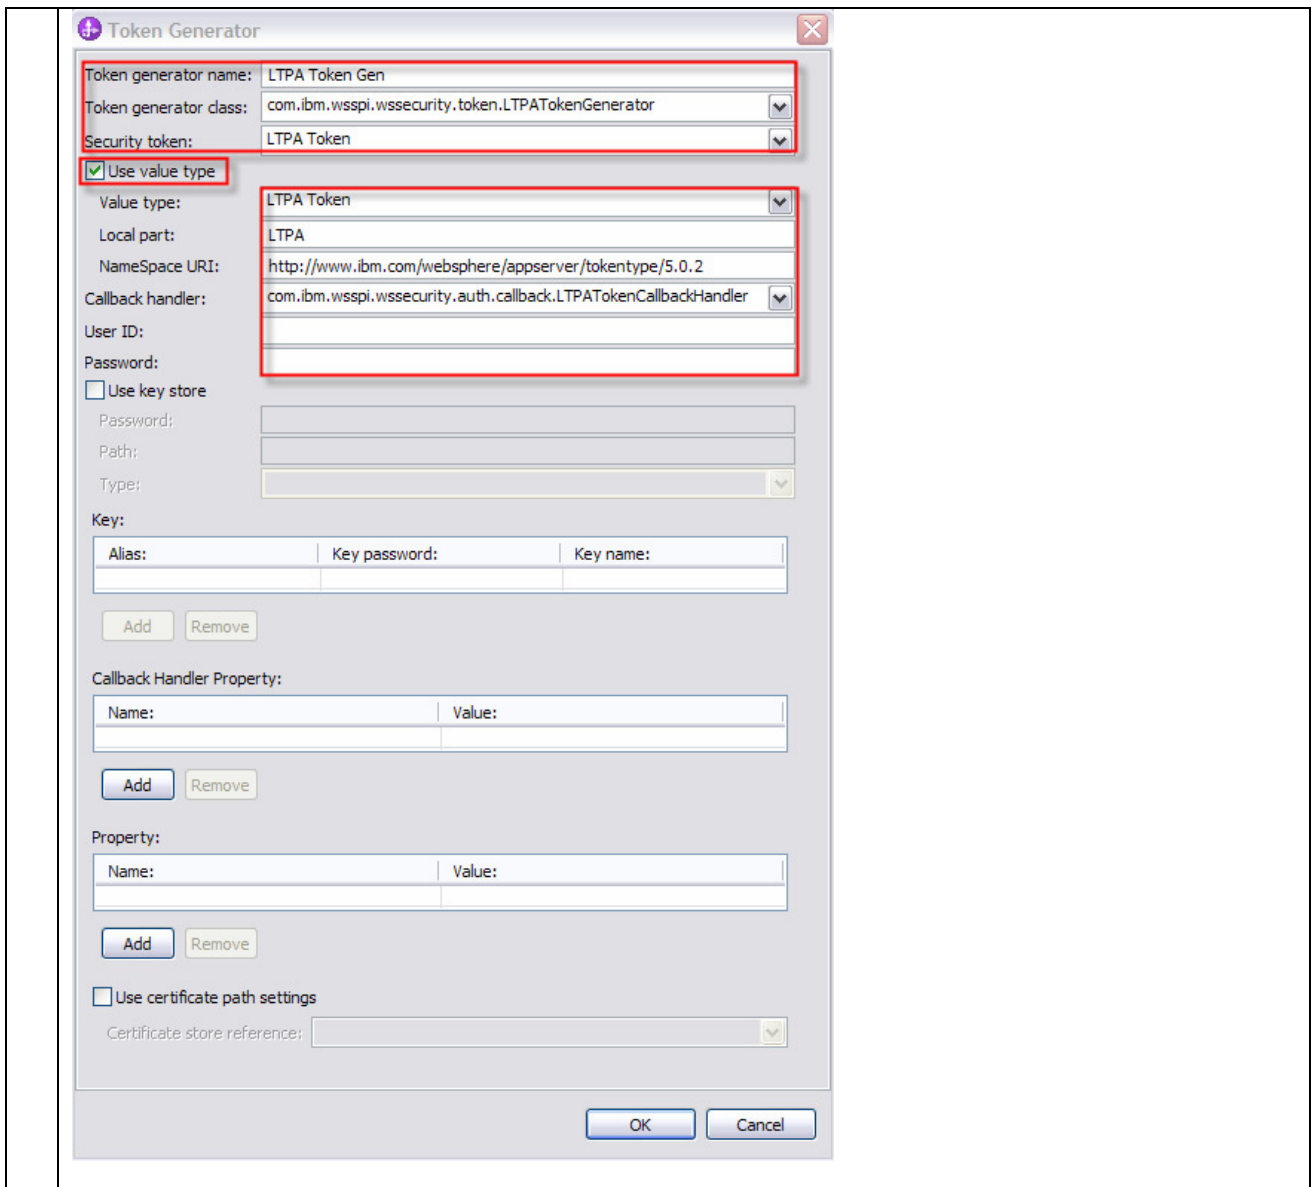 Token Generator
Token generator name: LTPA Token Gen
Token generator class: com.ibm.wsspi.wssecurity.token.LTPATokenGenerator
Security token: LTPA Token
Use value type
Value type: LTPA Token
Local part: LTPA
NameSpace URI: http://www.ibm.com/websphere/appserver/tokentype/5.0.2
Callback handler: com.ibm.wsspi.wssecurity.auth.callback.LTPATokenCallbackHandler
User ID:
Password:
Use key store
Password:
Path:
Type:
Key:
Alias: Key password: Key name:
Add Remove
Callback Handler Property:
Name: Value:
Add Remove
Property:
Name: Value:
Add Remove
Use certificate path settings
Certificate store reference:
OK Cancel